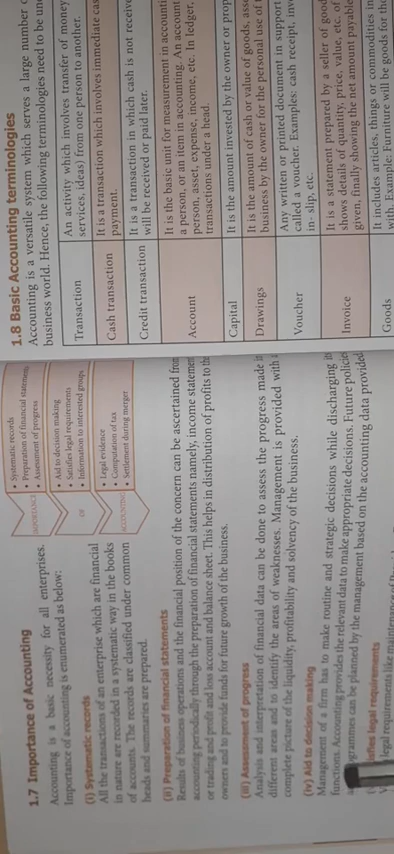 1.7 Importance of Accounting
Accounting is a basic necessity for all enterprises.
Importance of accounting is enumerated as below:
(i) Systematic records
All the transactions of an enterprise which are financial
in nature are recorded in a systematic way in the books
of accounts. The records are classified under common
heads and summaries are prepared.
IMPORTANCE
OF
ACCOUNTING
• Systematic records
• Preparation of financial statements
• Assessment of progress
• Aid to decision making
• Satisfies legal requirements
• Information to interested groups
• Legal evidence
• Computation of tax
• Settlement during merger
(ii) Preparation of financial statements
Results of business operations and the financial position of the concern can be ascertained from
accounting periodically through the preparation of financial statements namely, income statement
or trading and profit and loss account and balance sheet. This helps in distribution of profits to the
owners and to provide funds for future growth of the business.
(iii) Assessment of progress
Analysis and interpretation of financial data can be done to assess the progress made in
different areas and to identify the areas of weaknesses. Management is provided with a
complete picture of the liquidity, profitability and solvency of the business.
(iv) Aid to decision making
Management of a firm has to make routine and strategic decisions while discharging its
functions. Accounting provides the relevant data to make appropriate decisions. Future policies
programmes can be planned by the management based on the accounting data provided
legal requirements
legal requirements like maintenance of
1.8 Basic Accounting terminologies
Accounting is a versatile system which serves a large number
business world. Hence, the following terminologies need to be
Transaction
An activity which involves transfer of money
services, ideas) from one person to another.
Cash transaction
It is a transaction which involves immediate
payment.
Credit transaction
It is a transaction in which cash is not
will be received or paid later.
Account
It is the basic unit for measurement in
a person, or an item in accounting. An
person, asset, expense, income, etc. In ledger,
transactions under a head.
Capital
It is the amount invested by the owner or
Drawings
It is the amount of cash or value of goods,
business by the owner for the personal use of
Voucher
Any written or printed document in support
called a voucher. Examples: cash receipt,
in- slip, etc.
Invoice
It is a statement prepared by a seller of
shows details of quantity, price, value, etc. of
given, finally showing the net amount payable
Goods
It includes articles, things or commodities in
with. Example: Furniture will be goods for